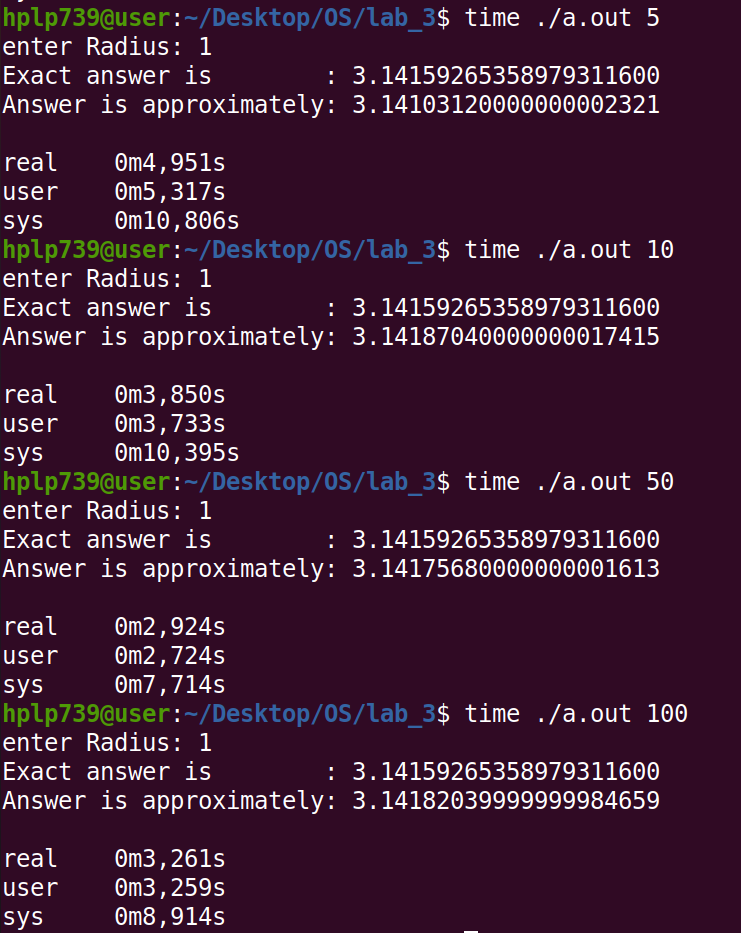 hplp739@user:~/Desktop/OS/lab_3$ time ./a.out 5
enter Radius: 1
Exact answer is        : 3.14159265358979311600
Answer is approximately: 3.14103120000000002321

real    0m4,951s
user    0m5,317s
sys     0m10,806s
hplp739@user:~/Desktop/OS/lab_3$ time ./a.out 10
enter Radius: 1
Exact answer is        : 3.14159265358979311600
Answer is approximately: 3.14187040000000017415

real    0m3,850s
user    0m3,733s
sys     0m10,395s
hplp739@user:~/Desktop/OS/lab_3$ time ./a.out 50
enter Radius: 1
Exact answer is        : 3.14159265358979311600
Answer is approximately: 3.14175680000000001613

real    0m2,924s
user    0m2,724s
sys     0m7,714s
hplp739@user:~/Desktop/OS/lab_3$ time ./a.out 100
enter Radius: 1
Exact answer is        : 3.14159265358979311600
Answer is approximately: 3.14182039999999984659

real    0m3,261s
user    0m3,259s
sys     0m8,914s